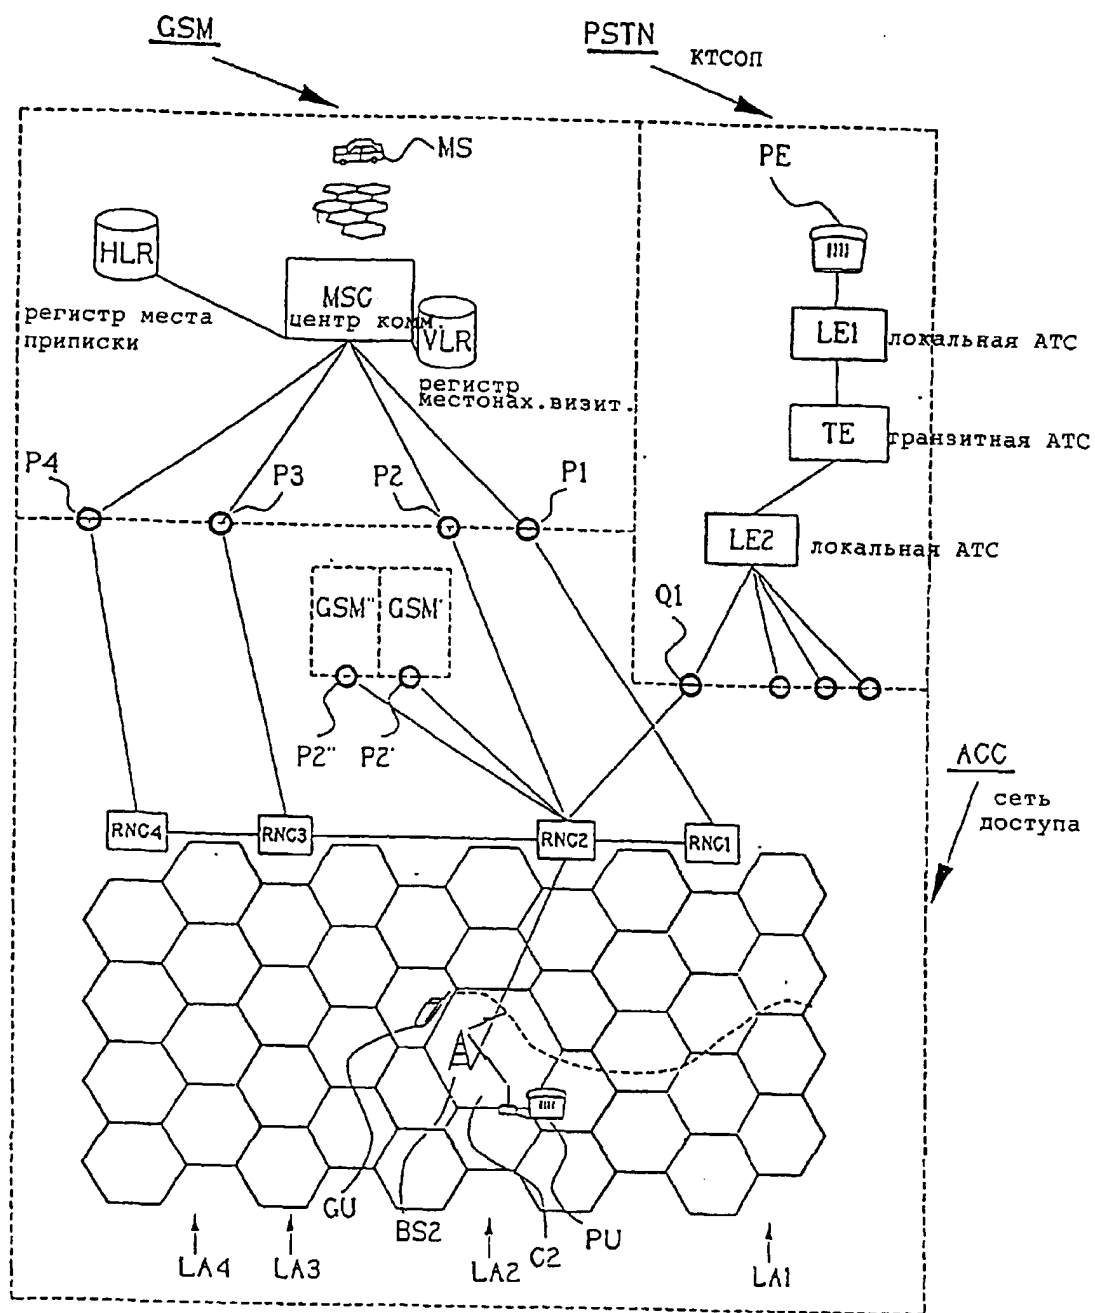 GSM
PSTN
КТСОП
MS
PE
HLR
MSC
центр комм.
VLR
регистр места
приписки
регистр
местонах.визит.
LE1
локальная АТС
TE
транзитная АТС
P4
P3
P2
P1
LE2
локальная АТС
GSM''
GSM'
Q1
P2''
P2'
ACC
сеть
доступа
RNC4
RNC3
RNC2
RNC1
GU
BS2
C2
PU
LA4
LA3
LA2
LA1